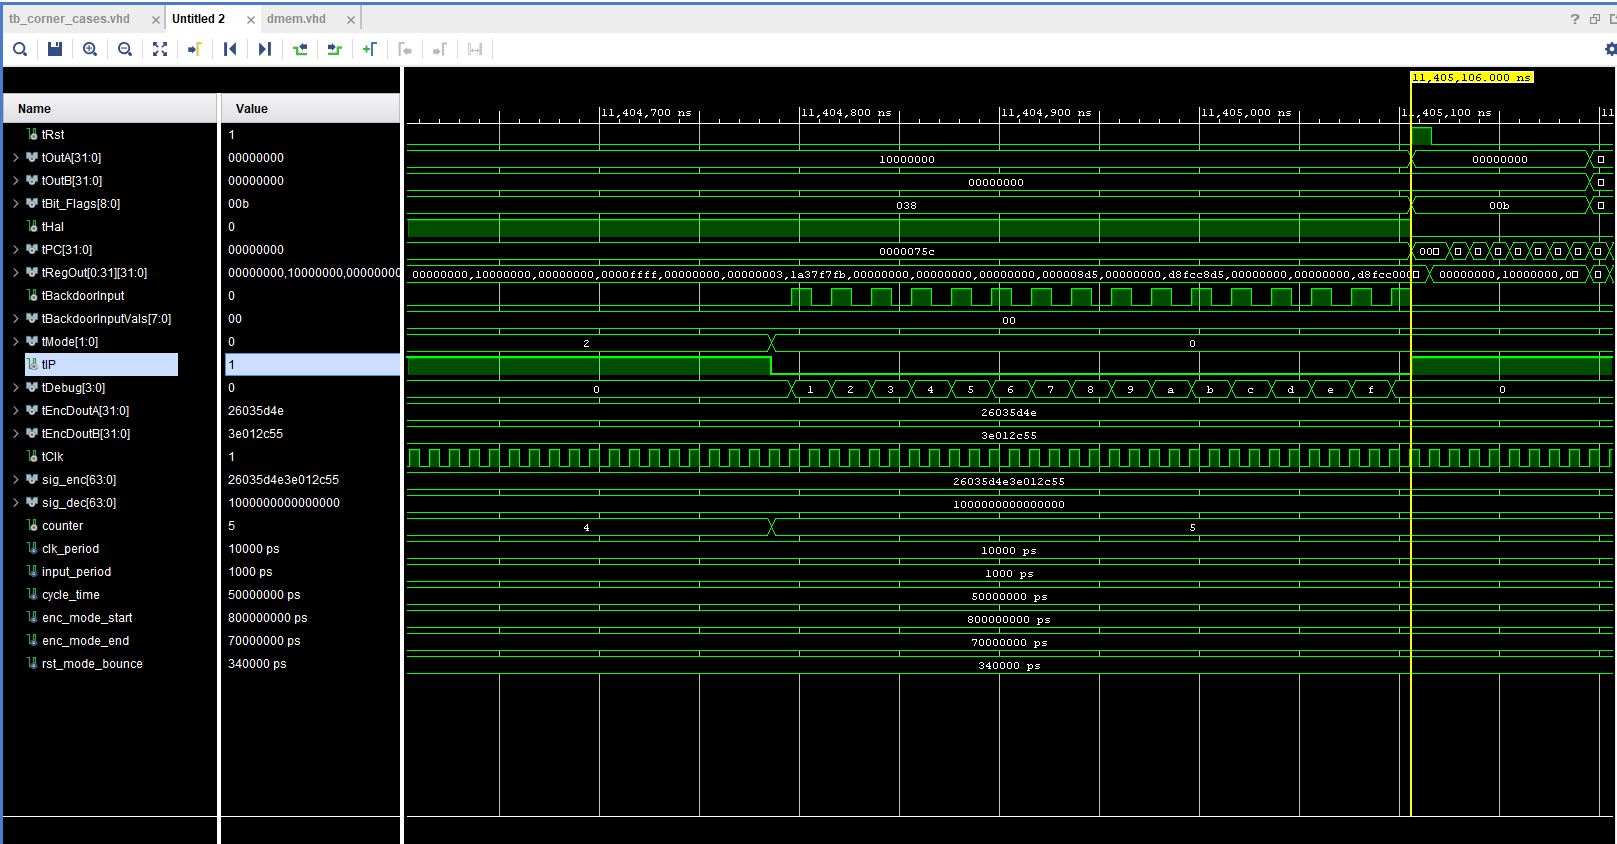 tb_corner_cases.vhd × Untitled 2 × dmem.vhd ×
11,405,106.000 ns
Name Value
11,404,700 ns 11,404,800 ns 11,404,900 ns 11,405,000 ns 11,405,100 ns
tRst 1
tOutA[31:0] 00000000 10000000 00000000
tOutB[31:0] 00000000 00000000
tBit_Flags[8:0] 00b 038 00b
tHal 0
tPC[31:0] 00000000 0000075c
tRegOut[0:31][31:0] 00000000,10000000,00000000 00000000,10000000,00000000,0000ffff,00000000,00000003,1a37f7fb,00000000,00000000,00000000,000008d5,00000000,d8fcc8d5,00000000,00000000,d8fcc00 00000000,10000000,00
tBackdoorInput 0
tBackdoorInputVals[7:0] 00 00
tMode[1:0] 0 2 0
tIP 1
tDebug[3:0] 0 0 1 2 3 4 5 6 7 8 9 a b c d e f 0
tEncDoutA[31:0] 26035d4e 26035d4e
tEncDoutB[31:0] 3e012c55 3e012c55
tClk 1
sig_enc[63:0] 26035d4e3e012c55 26035d4e3e012c55
sig_dec[63:0] 1000000000000000 1000000000000000
counter 5 4 5
clk_period 10000 ps 10000 ps
input_period 1000 ps 1000 ps
cycle_time 50000000 ps 50000000 ps
enc_mode_start 800000000 ps 800000000 ps
enc_mode_end 70000000 ps 70000000 ps
rst_mode_bounce 340000 ps 340000 ps